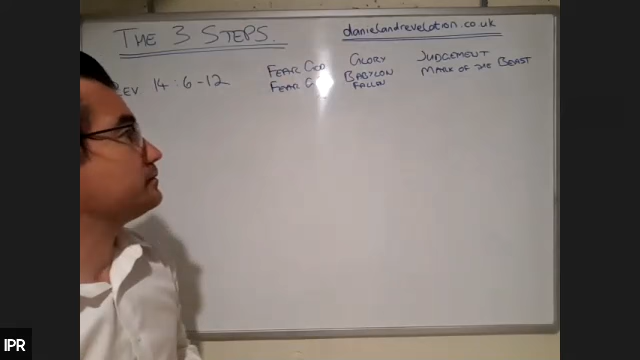 THE 3 STEPS.
danielandrevelation.co.uk
REV 14:6-12
FEAR GOD GLORY JUDGEMENT
FEAR BABYLON MARK OF THE BEAST
FALLEN
IPR